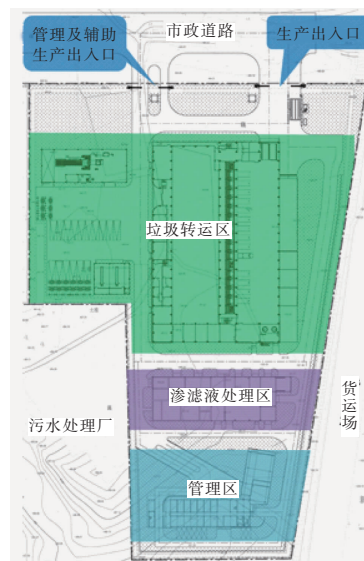 市政道路
管理及辅助
生产出入口
生产出入口
垃圾转运区
渗滤液处理区
污水处理厂
货运场
管理区